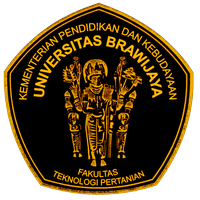 KEMENTERIAN PENDIDIKAN DAN KEBUDAYAAN
UNIVERSITAS BRAWIJAYA
FAKULTAS
TEKNOLOGI PERTANIAN